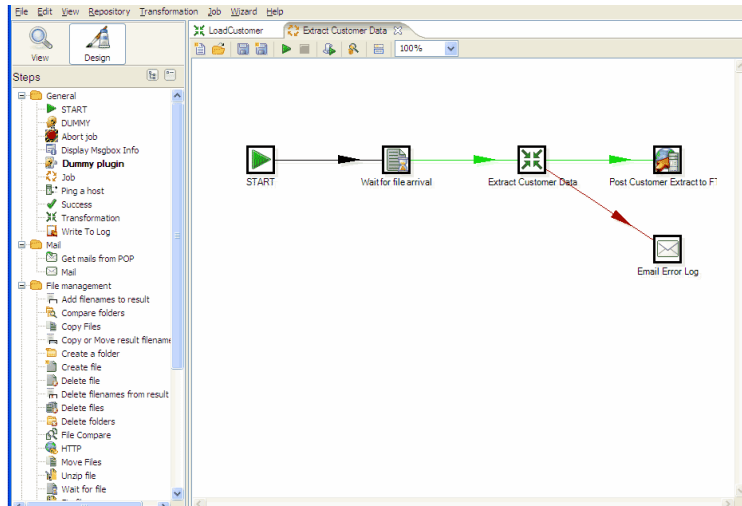 File Edit View Repository Transformation Job Wizard Help
View
Design
LoadCustomer
Extract Customer Data
100%
Steps
General
START
DUMMY
Abort job
Display Msgbox Info
Dummy plugin
Job
Ping a host
Success
Transformation
Write To Log
Mail
Get mails from POP
Mail
File management
Add filenames to result
Compare folders
Copy Files
Copy or Move result filename
Create a folder
Create file
Delete file
Delete filenames from result
Delete files
Delete folders
File Compare
HTTP
Move Files
Unzip file
Wait for file
START
Wait for file arrival
Extract Customer Data
Post Customer Extract to FT
Email Error Log